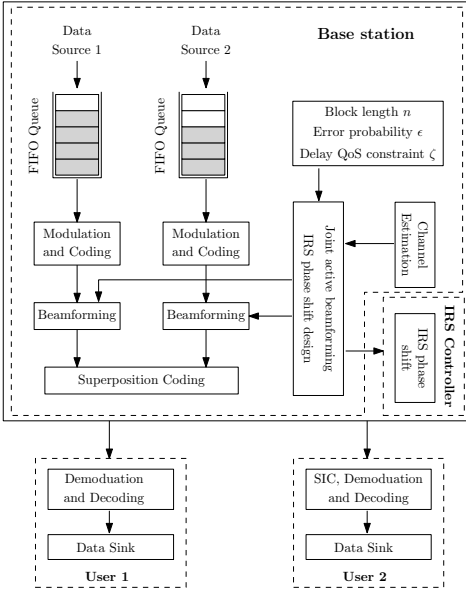 Data
Source 1
Data
Source 2
Base station
FIFO Queue
FIFO Queue
Block length n
Error probability ϵ
Delay QoS constraint ζ
Modulation
and Coding
Modulation
and Coding
Joint active beamforming
IRS phase shift design
Channel
Estimation
Beamforming
Beamforming
IRS phase
shift
IRS Controller
Superposition Coding
Demoduation
and Decoding
Data Sink
User 1
SIC, Demoduation
and Decoding
Data Sink
User 2